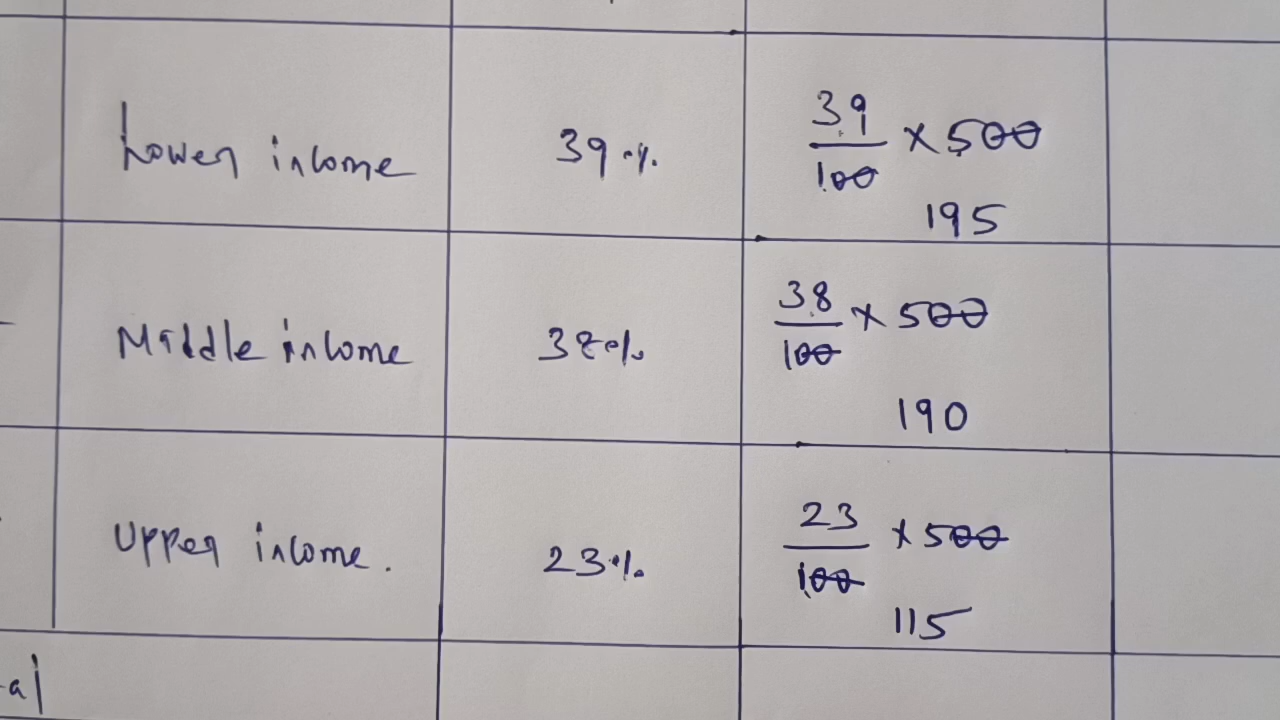 Lower income 39% 39/100 × 500
195
Middle income 38% 38/100 × 500
190
Upper income. 23% 23/100 × 500
115
al